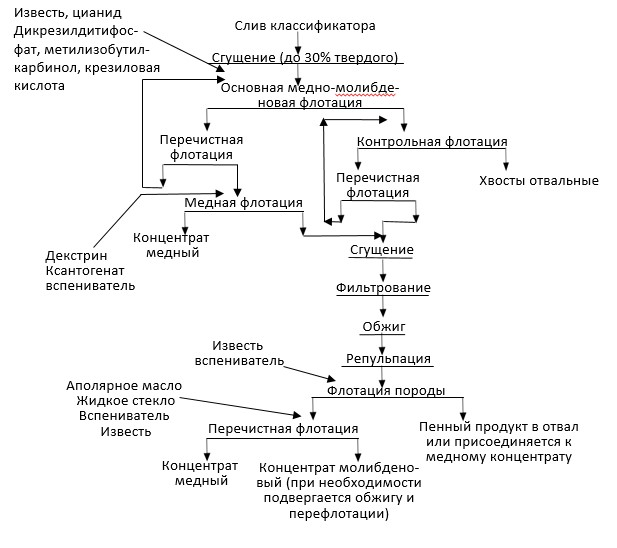 Известь, цианид
Дикрезилдитифос-
фат, метилизобутил-
карбинол, крезиловая
кислота
Слив классификатора
Сгущение (до 30% твердого)
Основная медно-молибде-
новая флотация
Перечистная
флотация
Контрольная флотация
Перечистная
флотация
Хвосты отвальные
Медная флотация
Концентрат
медный
Декстрин
Ксантогенат
вспениватель
Сгущение
Фильтрование
Обжиг
Репульпация
Известь
вспениватель
Флотация породы
Аполярное масло
Жидкое стекло
Вспениватель
Известь
Перечистная флотация
Пенный продукт в отвал
или присоединяется к
медному концентрату
Концентрат
медный
Концентрат молибдено-
вый (при необходимости
подвергается обжигу и
перефлотации)